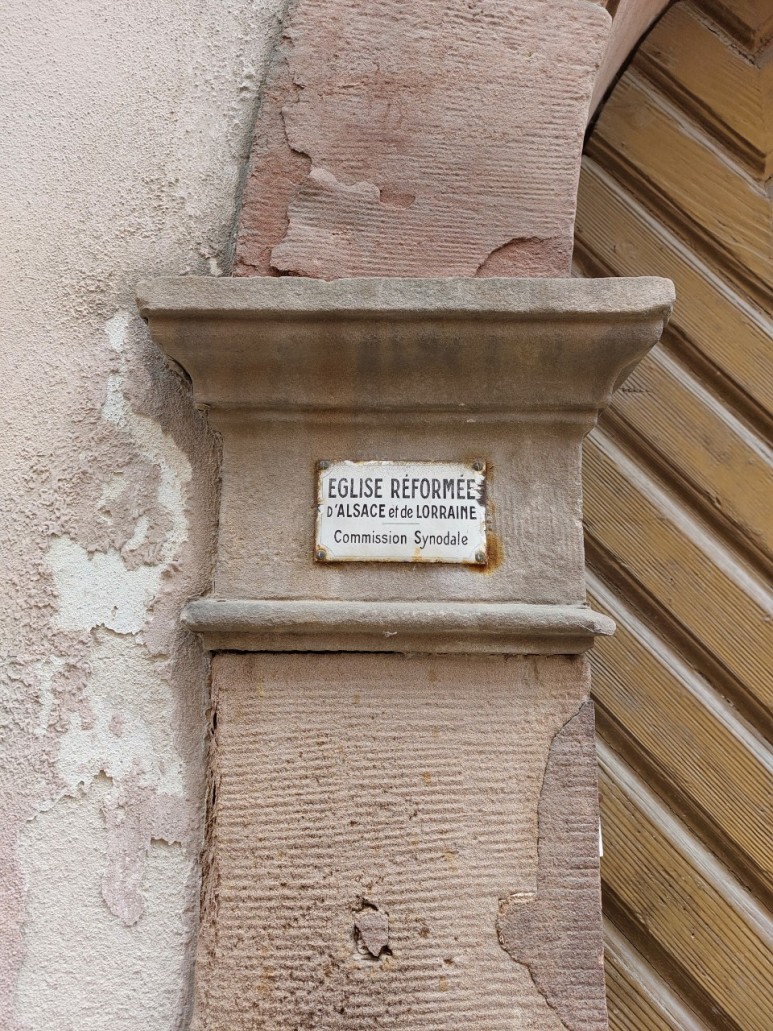 EGLISE RÉFORMÉE
D'ALSACE et de LORRAINE
Commission Synodale